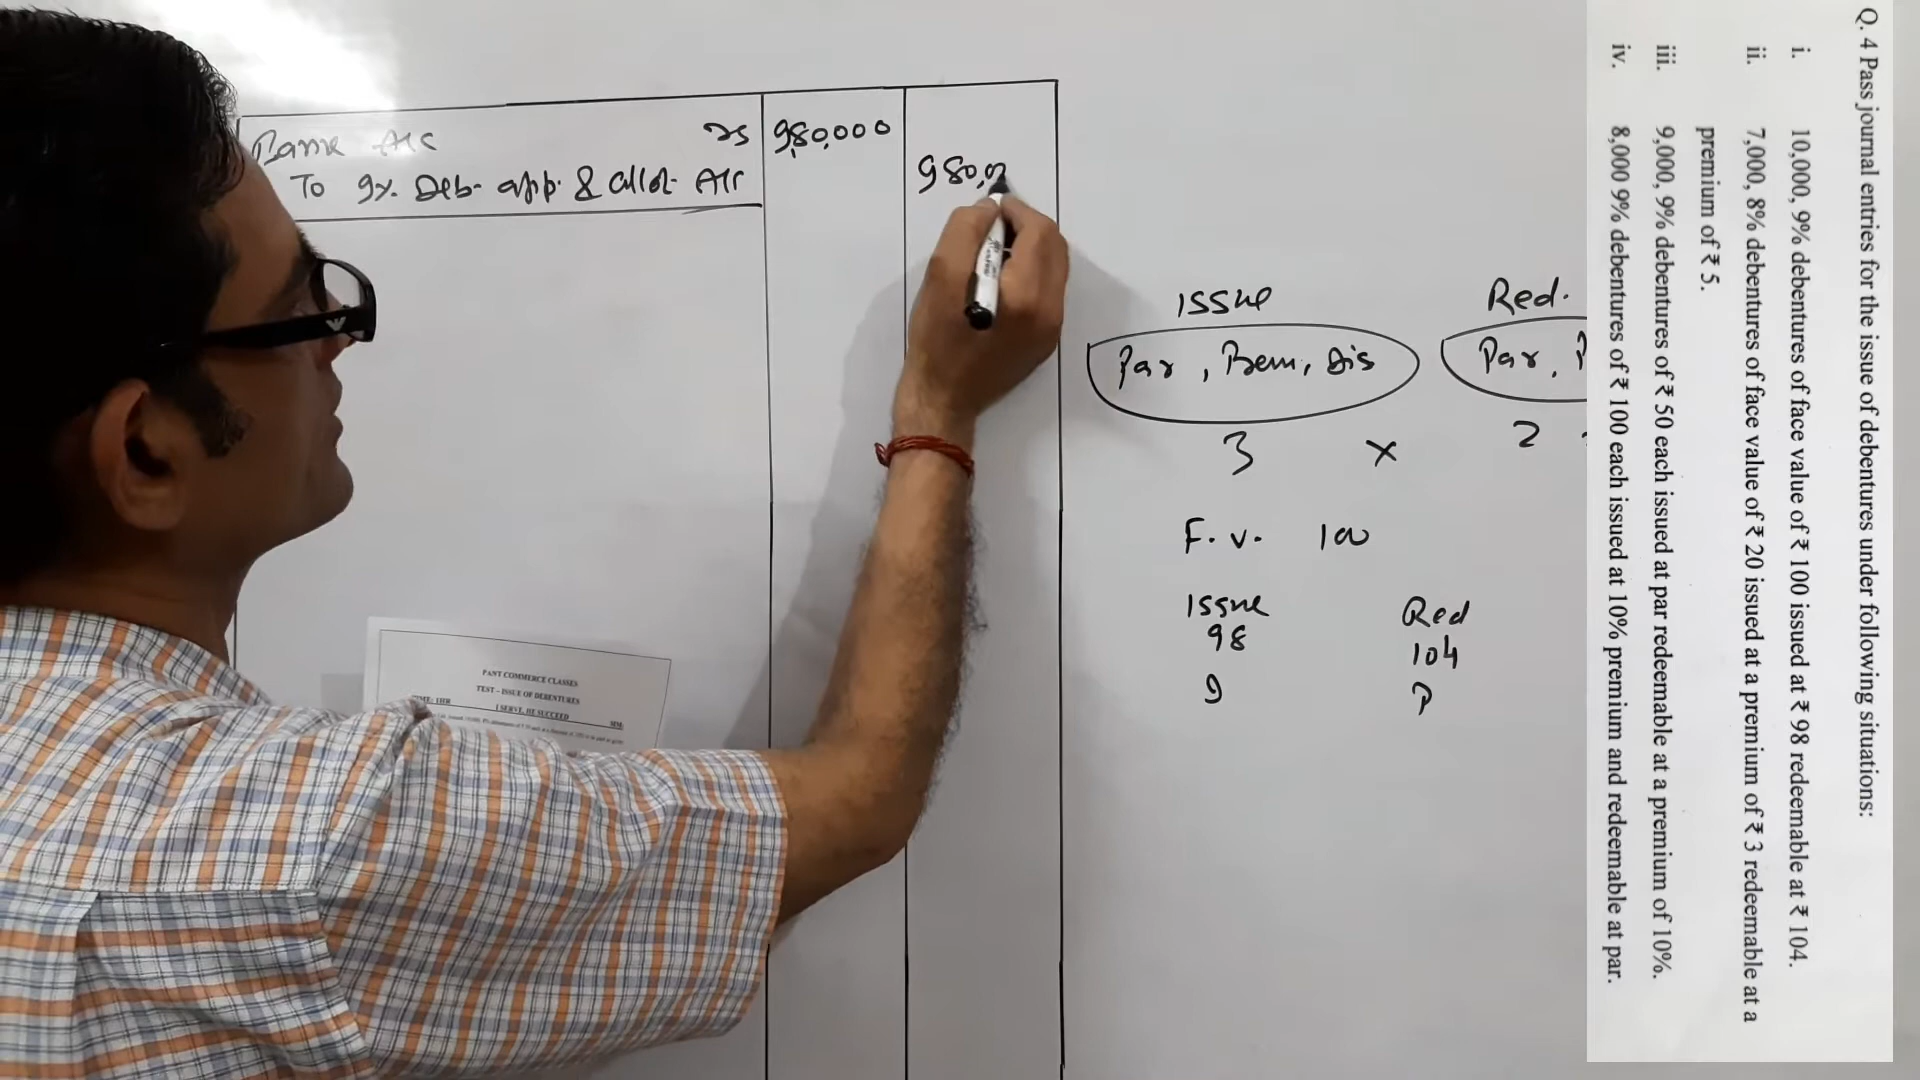 Bank A/c Dr 980,000
To 9% Deb. app. & allot. A/c 980,0
Issue Red.
Par, Prem, Dis Par, P
3 x 2
F.V. 100
Issue Red
98 104
D P
PANT COMMERCE CLASSES
TEST – ISSUE OF DEBENTURES
I SERVE, HE SUCCEED
TIME: 1HR MM:
Q. 4 Pass journal entries for the issue of debentures under following situations:
i. 10,000, 9% debentures of face value of ₹ 100 issued at ₹ 98 redeemable at ₹ 104.
ii. 7,000, 8% debentures of face value of ₹ 20 issued at a premium of ₹ 3 redeemable at a
premium of ₹ 5.
iii. 9,000, 9% debentures of ₹ 50 each issued at par redeemable at a premium of 10%.
iv. 8,000 9% debentures of ₹ 100 each issued at 10% premium and redeemable at par.